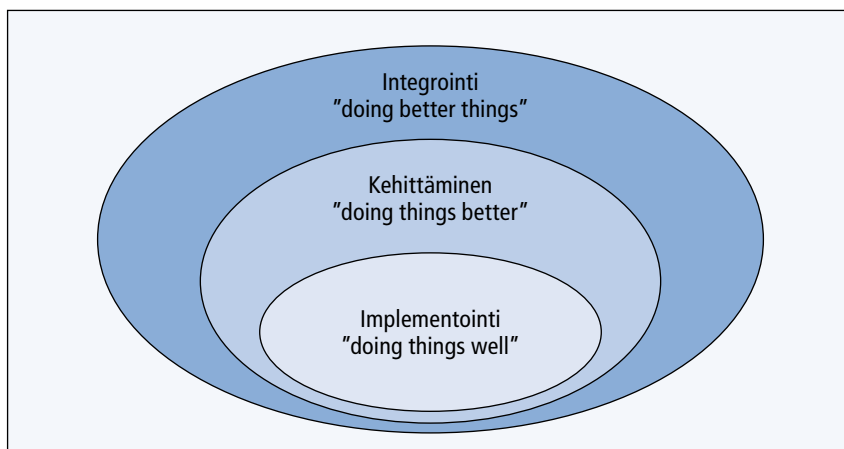 Integrointi
”doing better things”
Kehittäminen
”doing things better”
Implementointi
”doing things well”